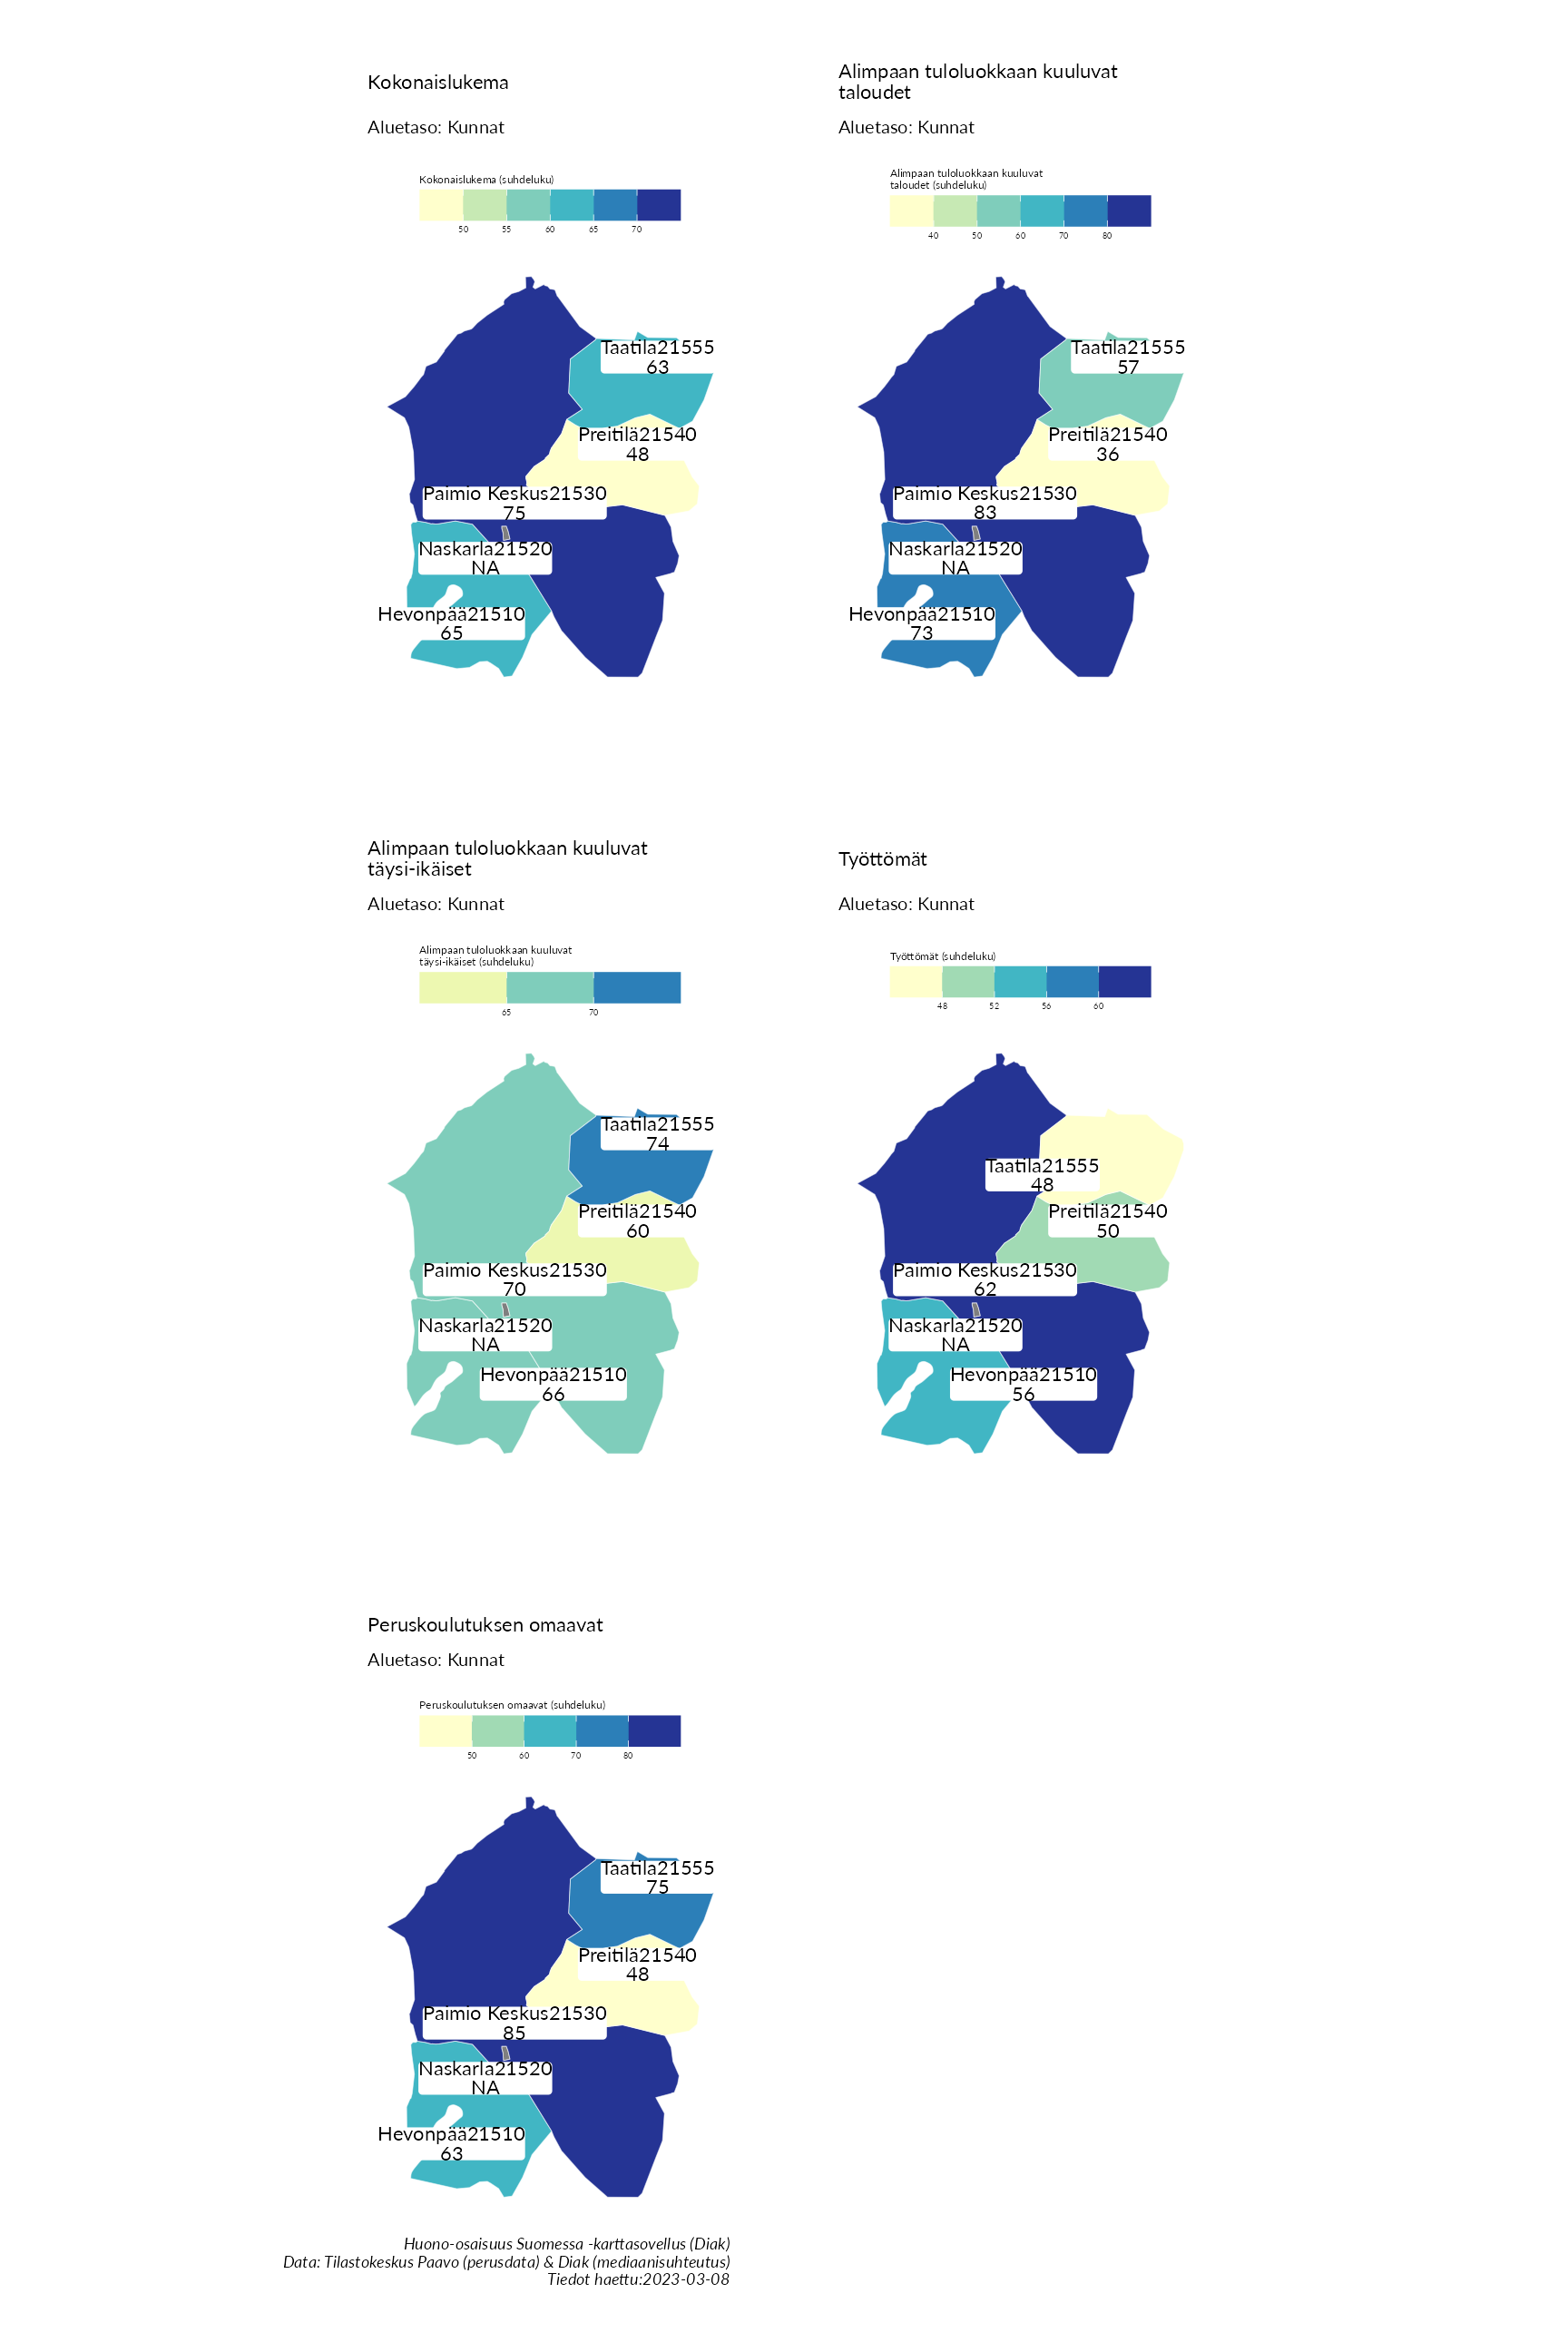 Kokonaislukema
Aluetaso: Kunnat
Kokonaislukema (suhdeluku)
50 55 60 65 70
Taatila21555
63
Preitilä21540
48
Paimio Keskus21530
75
Naskarla21520
NA
Hevonpää21510
65
Alimpaan tuloluokkaan kuuluvat
taloudet
Aluetaso: Kunnat
Alimpaan tuloluokkaan kuuluvat
taloudet (suhdeluku)
40 50 60 70 80
Taatila21555
57
Preitilä21540
36
Paimio Keskus21530
83
Naskarla21520
NA
Hevonpää21510
73
Alimpaan tuloluokkaan kuuluvat
täysi-ikäiset
Aluetaso: Kunnat
Alimpaan tuloluokkaan kuuluvat
täysi-ikäiset (suhdeluku)
65 70
Taatila21555
74
Preitilä21540
60
Paimio Keskus21530
70
Naskarla21520
NA
Hevonpää21510
66
Työttömät
Aluetaso: Kunnat
Työttömät (suhdeluku)
48 52 56 60
Taatila21555
48
Preitilä21540
50
Paimio Keskus21530
62
Naskarla21520
NA
Hevonpää21510
56
Peruskoulutuksen omaavat
Aluetaso: Kunnat
Peruskoulutuksen omaavat (suhdeluku)
50 60 70 80
Taatila21555
75
Preitilä21540
48
Paimio Keskus21530
85
Naskarla21520
NA
Hevonpää21510
63
Huono-osaisuus Suomessa -karttasovellus (Diak)
Data: Tilastokeskus Paavo (perusdata) & Diak (mediaanisuhteutus)
Tiedot haettu:2023-03-08